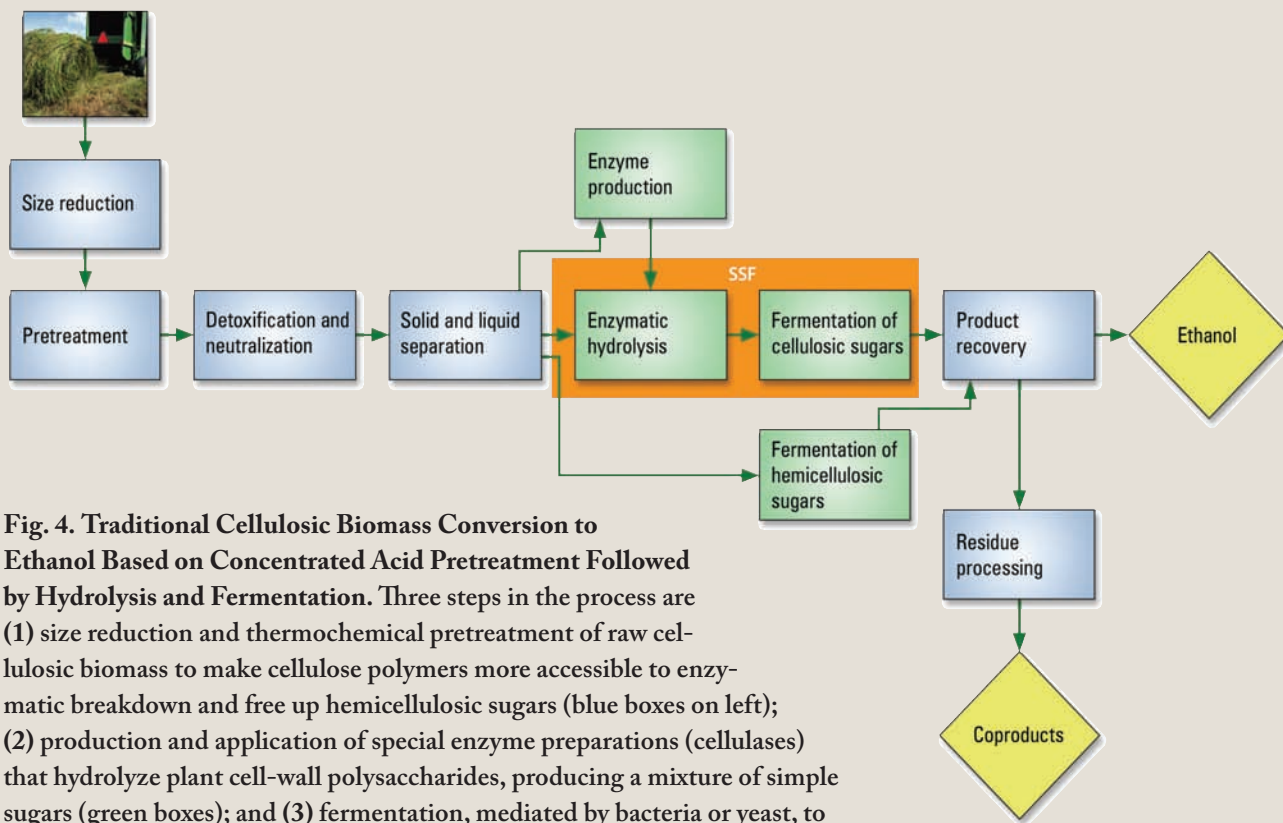 Size reduction
Pretreatment
Detoxification and
neutralization
Solid and liquid
separation
Enzyme
production
SSF
Enzymatic
hydrolysis
Fermentation of
cellulosic sugars
Product
recovery
Ethanol
Fermentation of
hemicellulosic
sugars
Residue
processing
Coproducts
Fig. 4. Traditional Cellulosic Biomass Conversion to
Ethanol Based on Concentrated Acid Pretreatment Followed
by Hydrolysis and Fermentation. Three steps in the process are
(1) size reduction and thermochemical pretreatment of raw cel-
lulosic biomass to make cellulose polymers more accessible to enzy-
matic breakdown and free up hemicellulosic sugars (blue boxes on left);
(2) production and application of special enzyme preparations (cellulases)
that hydrolyze plant cell-wall polysaccharides, producing a mixture of simple
sugars (green boxes); and (3) fermentation, mediated by bacteria or yeast, to